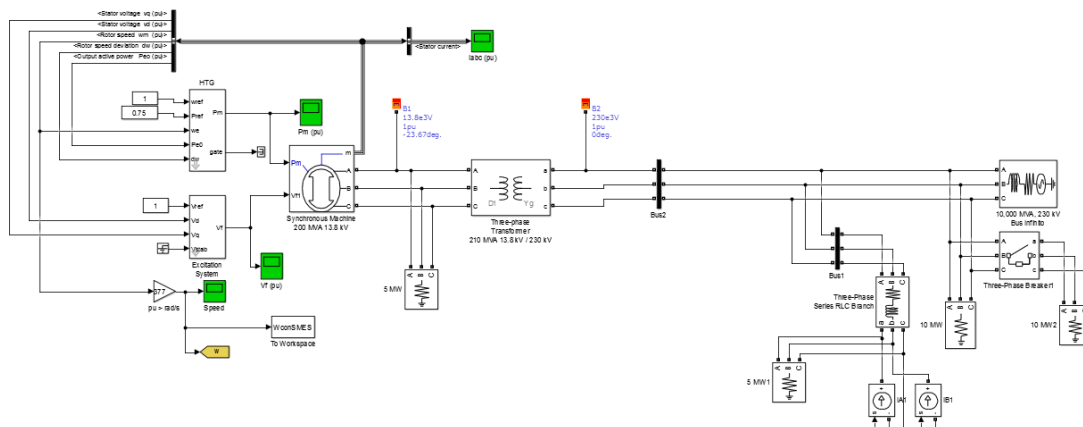 <Stator voltage vq (pu)>
<Stator voltage vd (pu)>
<Rotor speed wm (pu)>
<Rotor speed deviation dw (pu)>
<Output active power Peo (pu)>
<Stator current>
Iabc (pu)
HTG
1
0.75
wref
Pref
we
Pe0
dw
Pm
gate
Pm (pu)
Pm
m
A
B
C
Vf1
Synchronous Machine
200 MVA 13.8 kV
1
Vref
Vd
Vq
Vstab
Vf
Excitation
System
Vf (pu)
377
pu > rad/s
Speed
WconSMES
To Workspace
W
B1
13.8e3V
1pu
-23.67deg.
B2
230e3V
1pu
0deg
A
B
C
a
b
c
D1
Yg
Three-phase
Transformer
210 MVA 13.8 kV / 230 kV
A B C
5 MW
Bus2
Bus1
Three-Phase
Series RLC Branch
A B C
a b c
A B C
5 MW1
+
s
-
IA1
+
s
-
IB1
A
B
C
10,000 MVA, 230 kV
Bus Infinito
A
B
C
a
b
c
Three-Phase Breaker1
A B C
10 MW
A B C
10 MW2